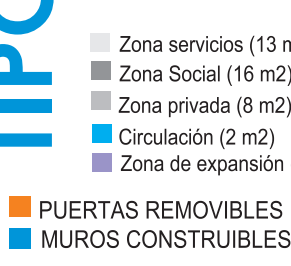 TIPO
Zona servicios (13 m
Zona Social (16 m2)
Zona privada (8 m2)
Circulación (2 m2)
Zona de expansión
PUERTAS REMOVIBLES
MUROS CONSTRUIBLES